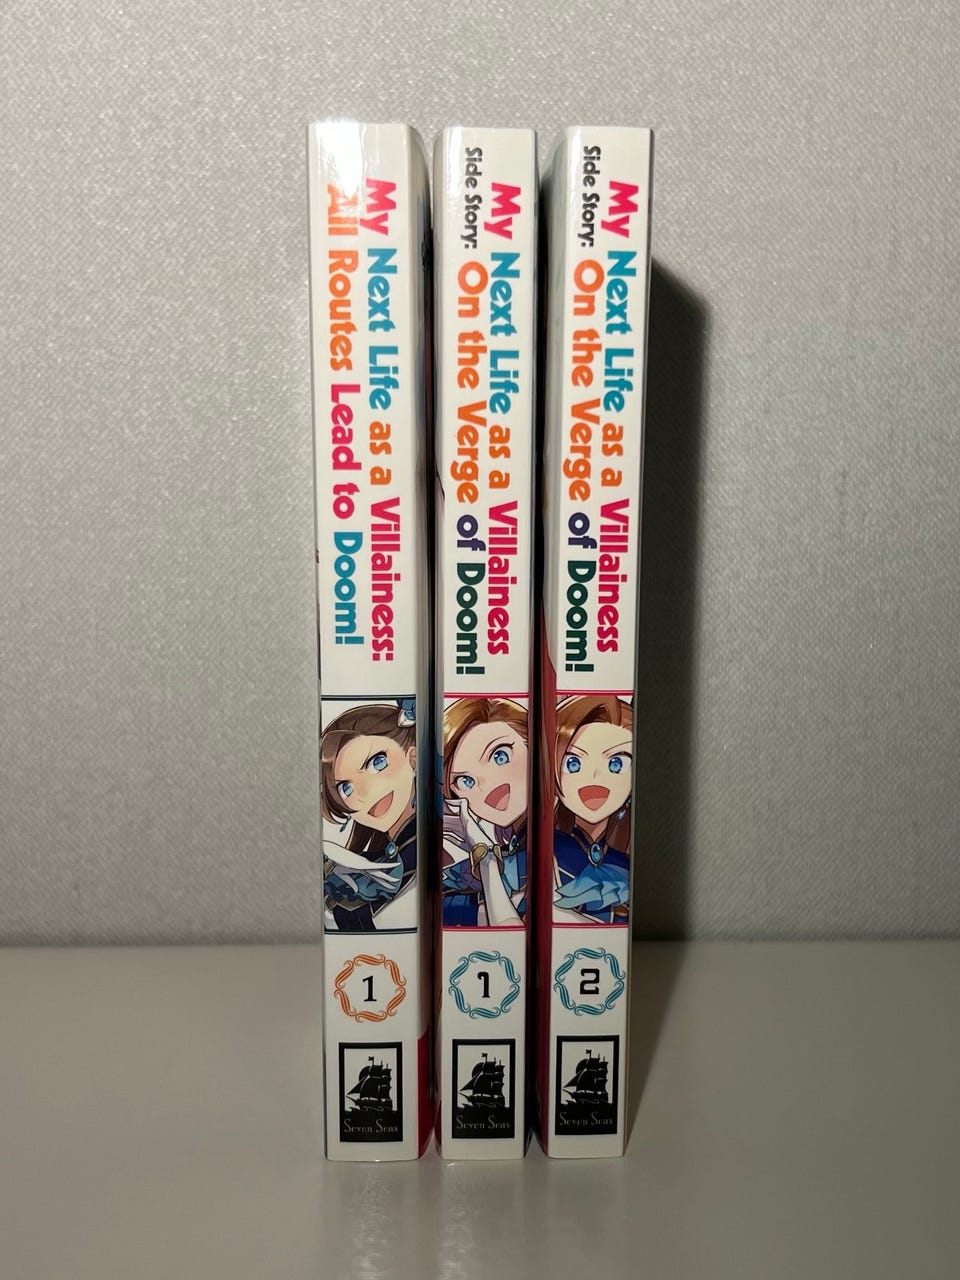 My Next Life as a Villainess:
All Routes Lead to Doom!
1
Seven Seas
My Next Life as a Villainess
Side Story: On the Verge of Doom!
1
Seven Seas
My Next Life as a Villainess
Side Story: On the Verge of Doom!
2
Seven Seas